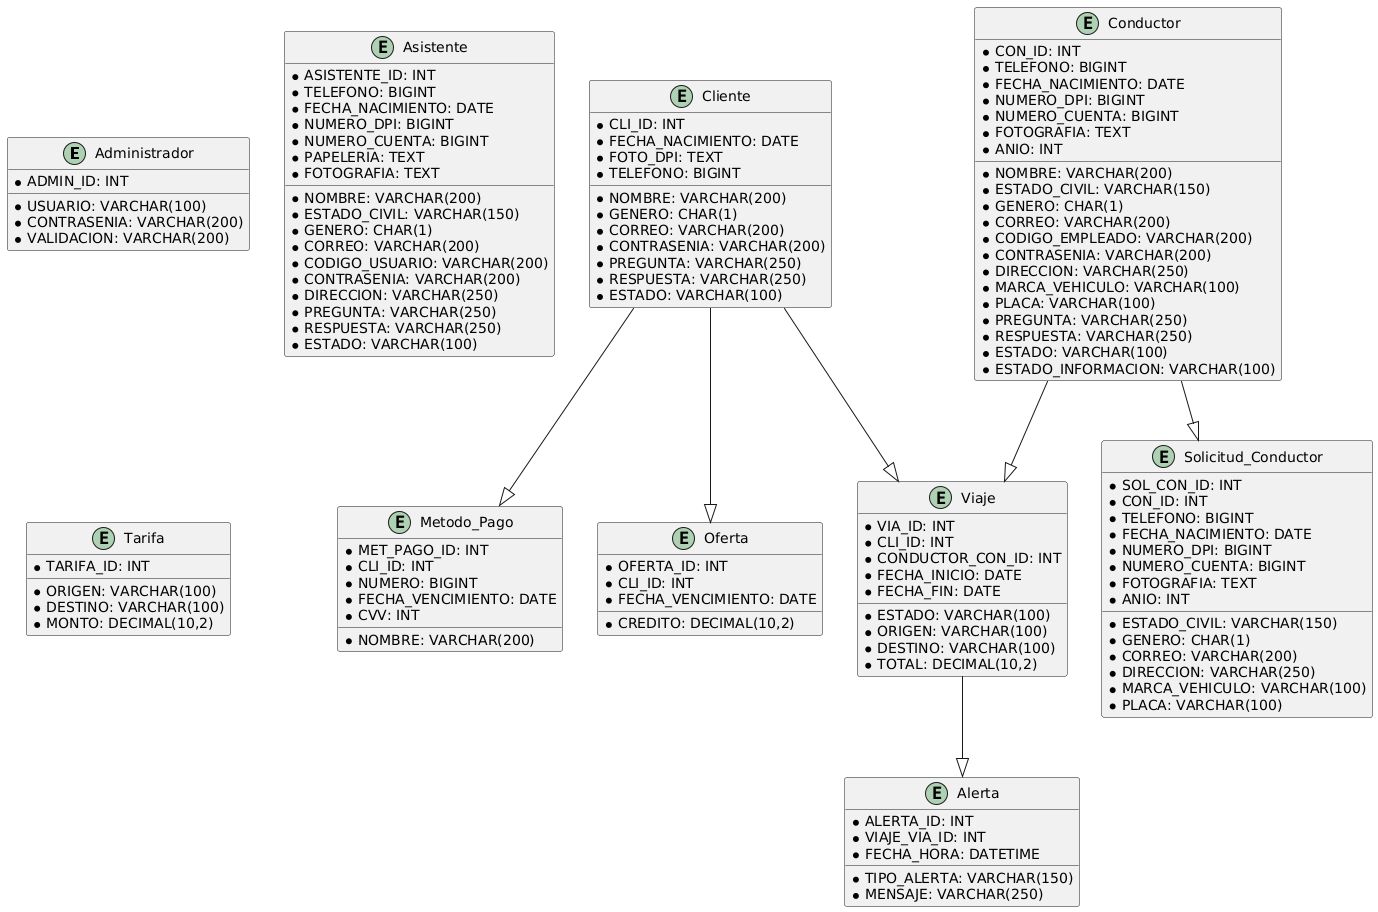 E Administrador
* ADMIN_ID: INT
* USUARIO: VARCHAR(100)
* CONTRASENIA: VARCHAR(200)
* VALIDACION: VARCHAR(200)
E Asistente
* ASISTENTE_ID: INT
* TELEFONO: BIGINT
* FECHA_NACIMIENTO: DATE
* NUMERO_DPI: BIGINT
* NUMERO_CUENTA: BIGINT
* PAPELERIA: TEXT
* FOTOGRAFIA: TEXT
* NOMBRE: VARCHAR(200)
* ESTADO_CIVIL: VARCHAR(150)
* GENERO: CHAR(1)
* CORREO: VARCHAR(200)
* CODIGO_USUARIO: VARCHAR(200)
* CONTRASENIA: VARCHAR(200)
* DIRECCION: VARCHAR(250)
* PREGUNTA: VARCHAR(250)
* RESPUESTA: VARCHAR(250)
* ESTADO: VARCHAR(100)
E Cliente
* CLI_ID: INT
* FECHA_NACIMIENTO: DATE
* FOTO_DPI: TEXT
* TELEFONO: BIGINT
* NOMBRE: VARCHAR(200)
* GENERO: CHAR(1)
* CORREO: VARCHAR(200)
* CONTRASENIA: VARCHAR(200)
* PREGUNTA: VARCHAR(250)
* RESPUESTA: VARCHAR(250)
* ESTADO: VARCHAR(100)
E Conductor
* CON_ID: INT
* TELEFONO: BIGINT
* FECHA_NACIMIENTO: DATE
* NUMERO_DPI: BIGINT
* NUMERO_CUENTA: BIGINT
* FOTOGRAFIA: TEXT
* ANIO: INT
* NOMBRE: VARCHAR(200)
* ESTADO_CIVIL: VARCHAR(150)
* GENERO: CHAR(1)
* CORREO: VARCHAR(200)
* CODIGO_EMPLEADO: VARCHAR(200)
* CONTRASENIA: VARCHAR(200)
* DIRECCION: VARCHAR(250)
* MARCA_VEHICULO: VARCHAR(100)
* PLACA: VARCHAR(100)
* PREGUNTA: VARCHAR(250)
* RESPUESTA: VARCHAR(250)
* ESTADO: VARCHAR(100)
* ESTADO_INFORMACION: VARCHAR(100)
E Tarifa
* TARIFA_ID: INT
* ORIGEN: VARCHAR(100)
* DESTINO: VARCHAR(100)
* MONTO: DECIMAL(10,2)
E Metodo_Pago
* MET_PAGO_ID: INT
* CLI_ID: INT
* NUMERO: BIGINT
* FECHA_VENCIMIENTO: DATE
* CVV: INT
* NOMBRE: VARCHAR(200)
E Oferta
* OFERTA_ID: INT
* CLI_ID: INT
* FECHA_VENCIMIENTO: DATE
* CREDITO: DECIMAL(10,2)
E Viaje
* VIA_ID: INT
* CLI_ID: INT
* CONDUCTOR_CON_ID: INT
* FECHA_INICIO: DATE
* FECHA_FIN: DATE
* ESTADO: VARCHAR(100)
* ORIGEN: VARCHAR(100)
* DESTINO: VARCHAR(100)
* TOTAL: DECIMAL(10,2)
E Solicitud_Conductor
* SOL_CON_ID: INT
* CON_ID: INT
* TELEFONO: BIGINT
* FECHA_NACIMIENTO: DATE
* NUMERO_DPI: BIGINT
* NUMERO_CUENTA: BIGINT
* FOTOGRAFIA: TEXT
* ANIO: INT
* ESTADO_CIVIL: VARCHAR(150)
* GENERO: CHAR(1)
* CORREO: VARCHAR(200)
* DIRECCION: VARCHAR(250)
* MARCA_VEHICULO: VARCHAR(100)
* PLACA: VARCHAR(100)
E Alerta
* ALERTA_ID: INT
* VIAJE_VIA_ID: INT
* FECHA_HORA: DATETIME
* TIPO_ALERTA: VARCHAR(150)
* MENSAJE: VARCHAR(250)